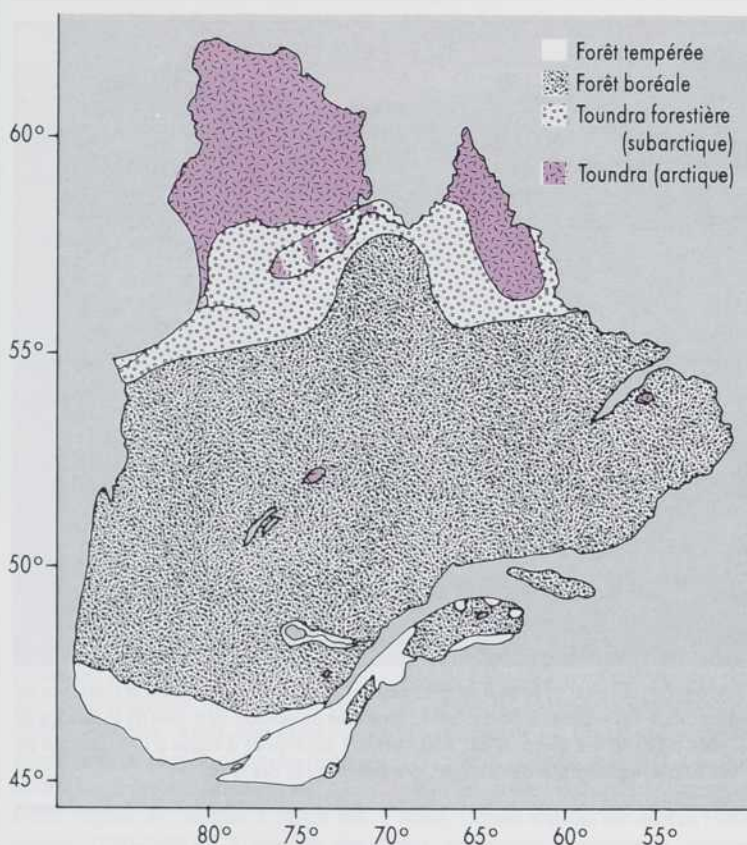 Forêt tempérée
Forêt boréale
Toundra forestière
(subarctique)
Toundra (arctique)
60°
55°
50°
45°
80° 75° 70° 65° 60° 55°